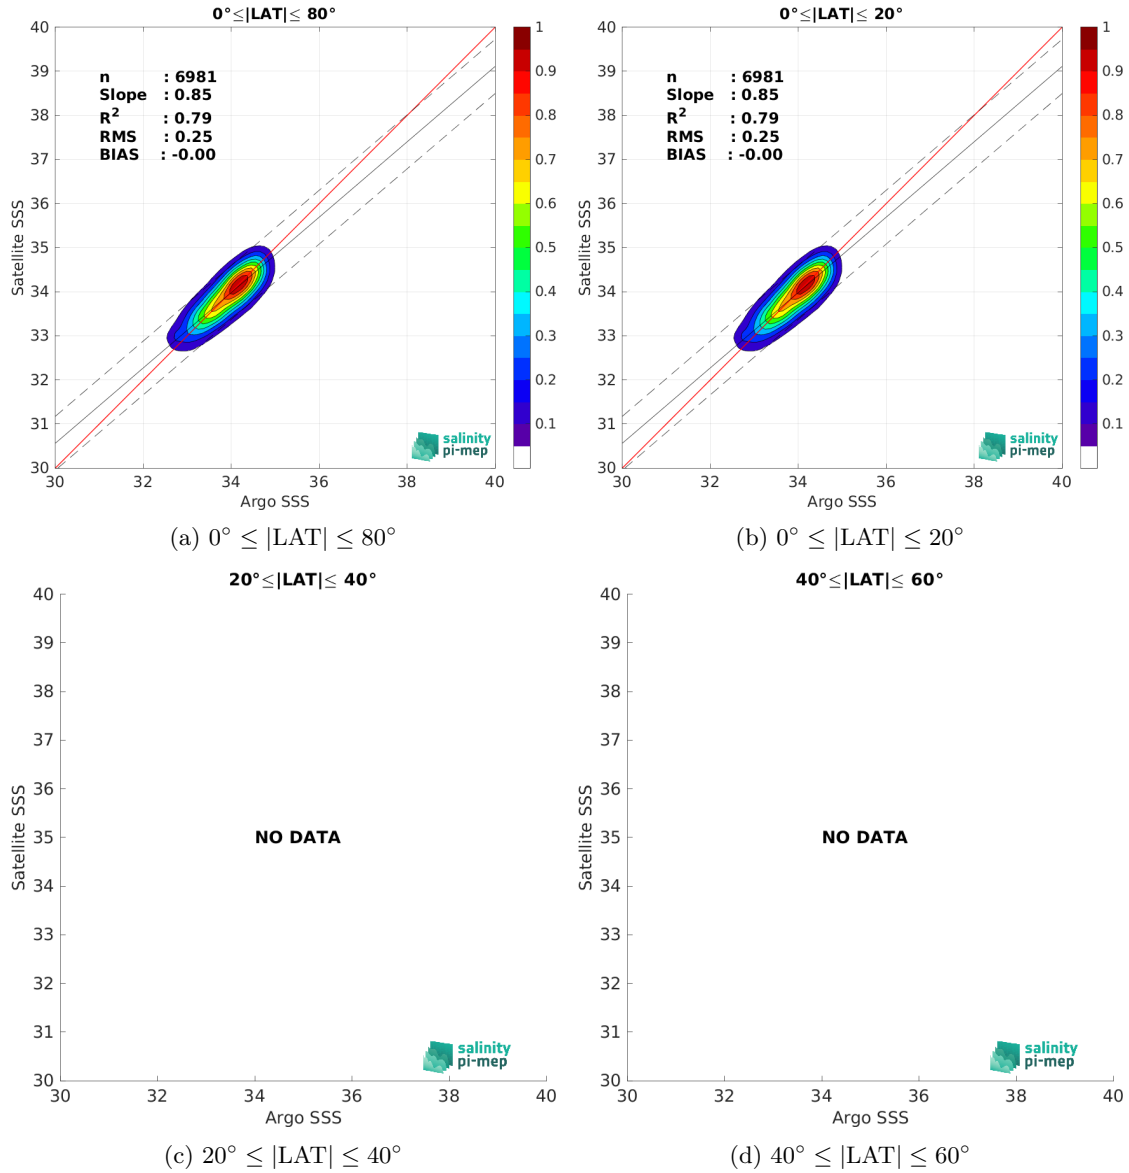 0°≤|LAT|≤ 80°
n : 6981
Slope : 0.85
R² : 0.79
RMS : 0.25
BIAS : -0.00
40
39
38
37
36
35
34
33
32
31
30
Satellite SSS
30 32 34 36 38 40
Argo SSS
1
0.9
0.8
0.7
0.6
0.5
0.4
0.3
0.2
0.1
salinity
pi-mep
(a) 0° ≤ |LAT| ≤ 80°
0°≤|LAT|≤ 20°
n : 6981
Slope : 0.85
R² : 0.79
RMS : 0.25
BIAS : -0.00
40
39
38
37
36
35
34
33
32
31
30
Satellite SSS
30 32 34 36 38 40
Argo SSS
1
0.9
0.8
0.7
0.6
0.5
0.4
0.3
0.2
0.1
salinity
pi-mep
(b) 0° ≤ |LAT| ≤ 20°
20°≤|LAT|≤ 40°
40
39
38
37
36
35
34
33
32
31
30
Satellite SSS
NO DATA
30 32 34 36 38 40
Argo SSS
salinity
pi-mep
(c) 20° ≤ |LAT| ≤ 40°
40°≤|LAT|≤ 60°
40
39
38
37
36
35
34
33
32
31
30
Satellite SSS
NO DATA
30 32 34 36 38 40
Argo SSS
salinity
pi-mep
(d) 40° ≤ |LAT| ≤ 60°